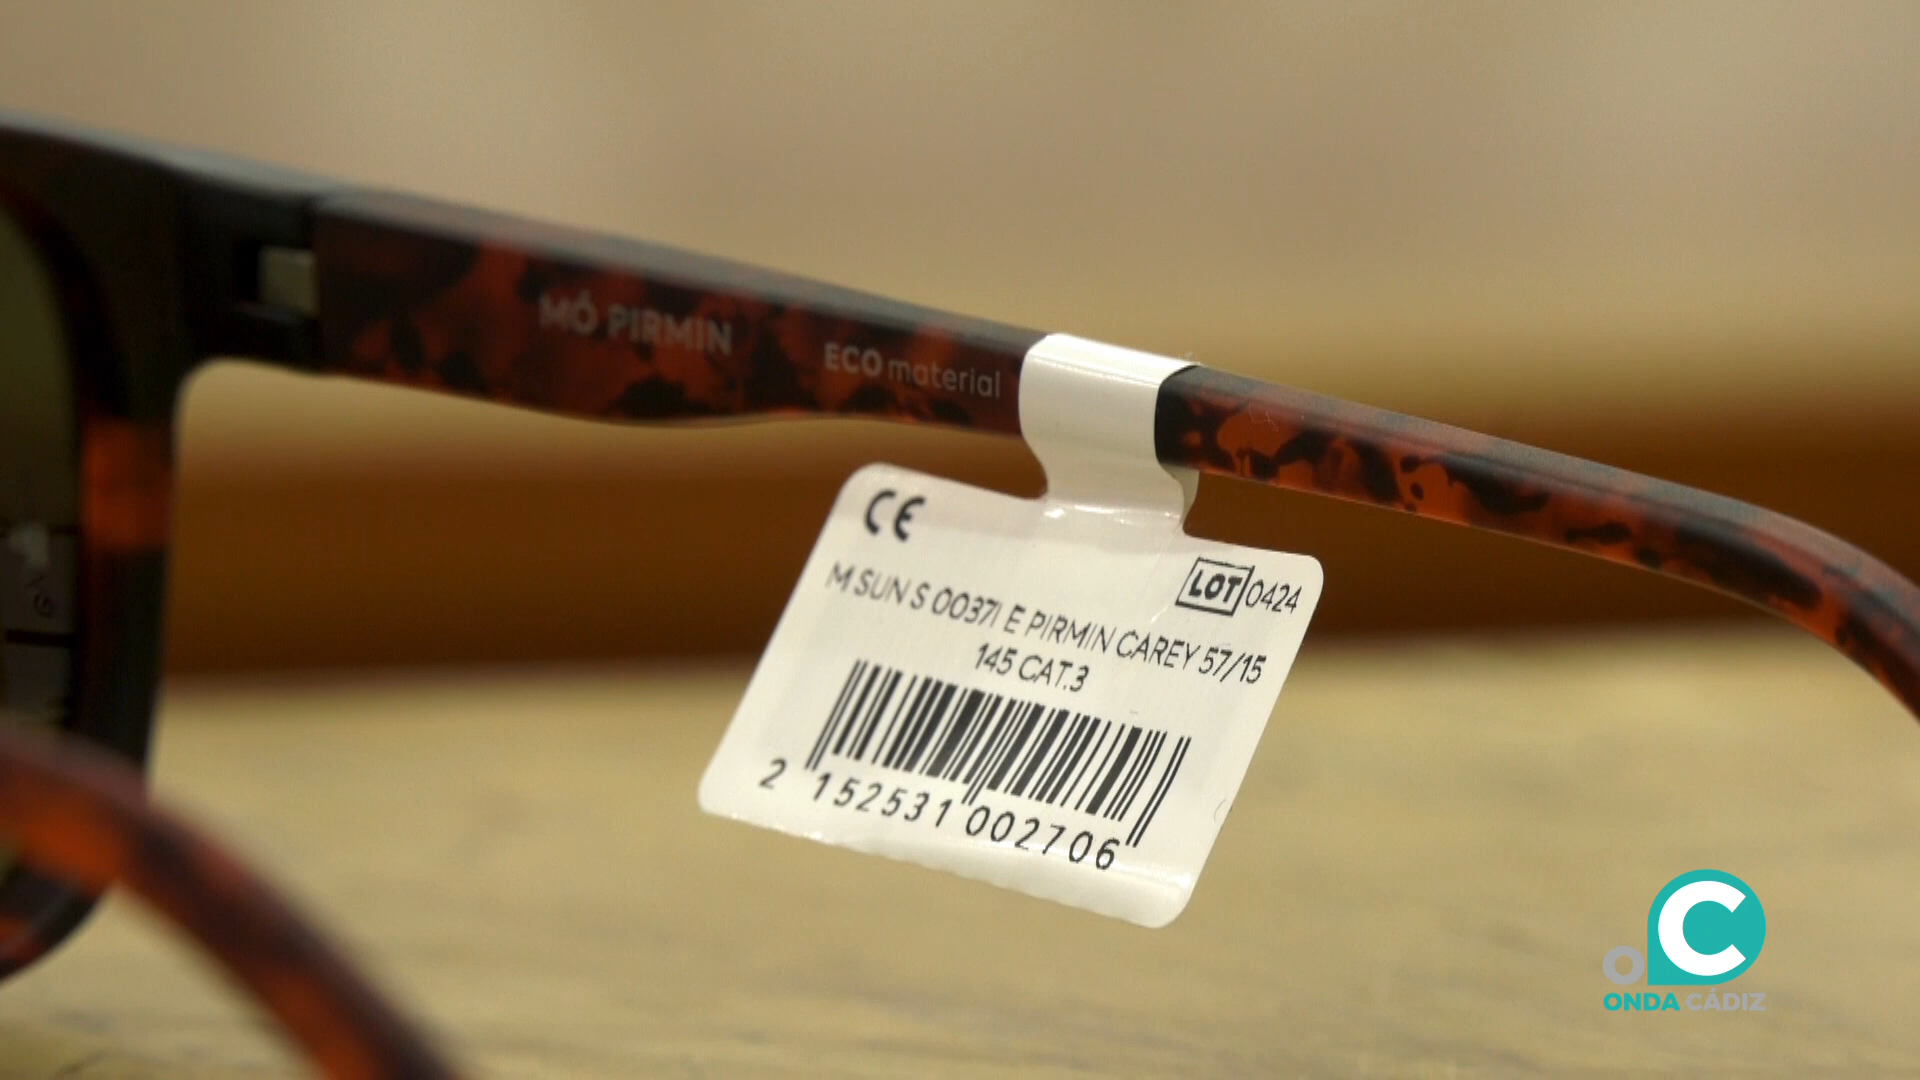 MÓ PIRMIN
ECO material
CE
LOT 0424
M SUN S 0037I E PIRMIN CAREY 57/15
145 CAT.3
2 152531 002706
ONDA CÁDIZ